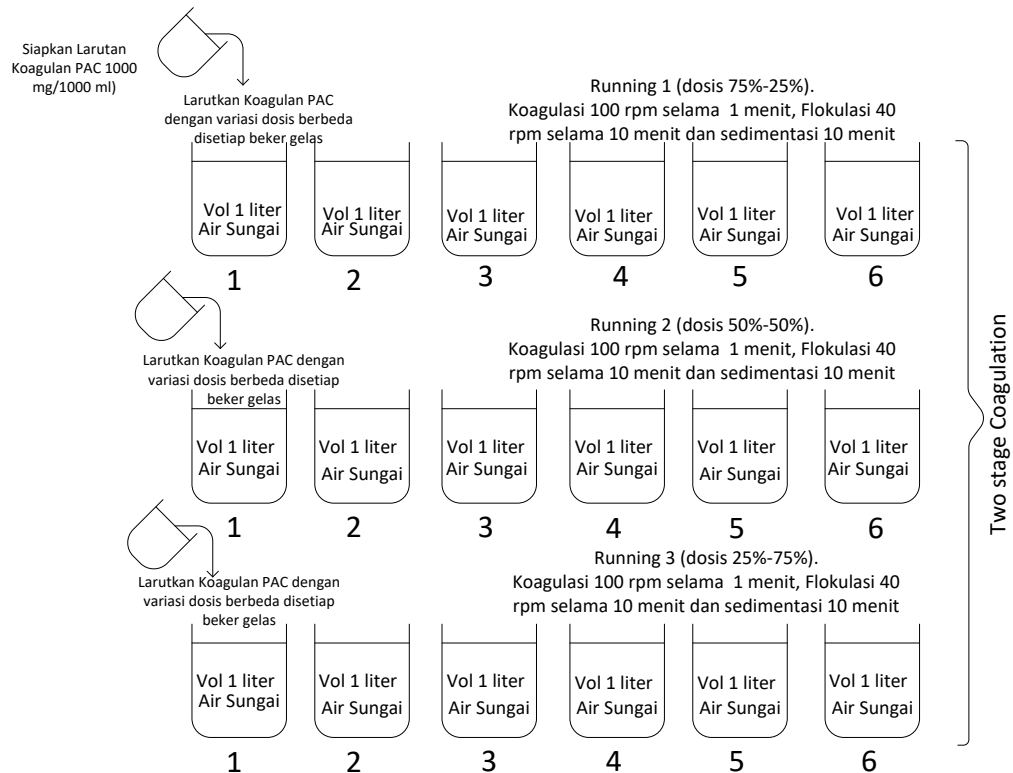 Siapkan Larutan
Koagulan PAC 1000
mg/1000 ml)
Larutkan Koagulan PAC
dengan variasi dosis berbeda
disetiap beker gelas
Running 1 (dosis 75%-25%).
Koagulasi 100 rpm selama 1 menit, Flokulasi 40
rpm selama 10 menit dan sedimentasi 10 menit
Vol 1 liter
Air Sungai
Vol 1 liter
Air Sungai
Vol 1 liter
Air Sungai
Vol 1 liter
Air Sungai
Vol 1 liter
Air Sungai
Vol 1 liter
Air Sungai
1 2 3 4 5 6
Larutkan Koagulan PAC dengan
variasi dosis berbeda disetiap
beker gelas
Running 2 (dosis 50%-50%).
Koagulasi 100 rpm selama 1 menit, Flokulasi 40
rpm selama 10 menit dan sedimentasi 10 menit
Vol 1 liter
Air Sungai
Vol 1 liter
Air Sungai
Vol 1 liter
Air Sungai
Vol 1 liter
Air Sungai
Vol 1 liter
Air Sungai
Vol 1 liter
Air Sungai
1 2 3 4 5 6
Larutkan Koagulan PAC dengan
variasi dosis berbeda disetiap
beker gelas
Running 3 (dosis 25%-75%).
Koagulasi 100 rpm selama 1 menit, Flokulasi 40
rpm selama 10 menit dan sedimentasi 10 menit
Vol 1 liter
Air Sungai
Vol 1 liter
Air Sungai
Vol 1 liter
Air Sungai
Vol 1 liter
Air Sungai
Vol 1 liter
Air Sungai
Vol 1 liter
Air Sungai
1 2 3 4 5 6
Two stage Coagulation